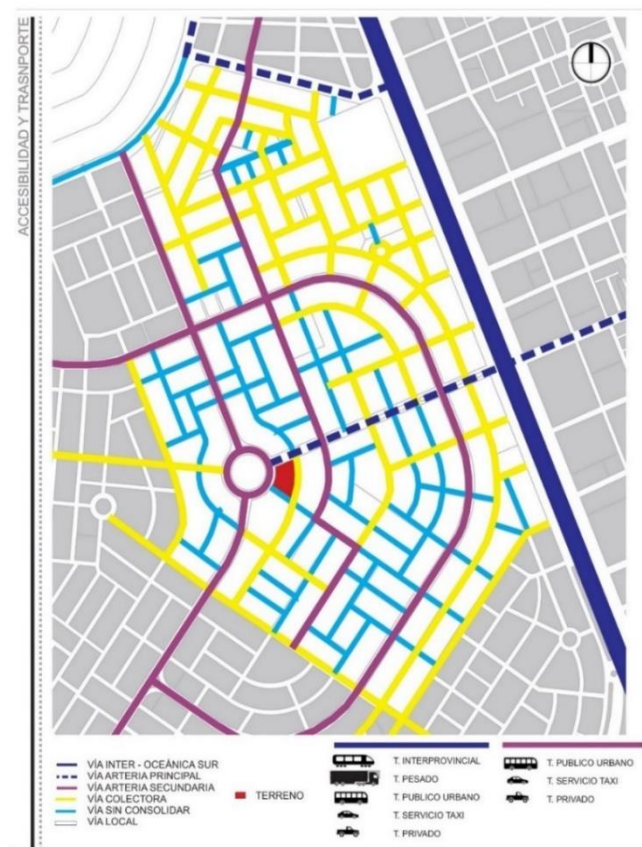 ACCESIBILIDAD Y TRASNPORTE
VÍA INTER - OCEÁNICA SUR
VÍA ARTERIA PRINCIPAL
VÍA ARTERIA SECUNDARIA
VÍA COLECTORA
VÍA SIN CONSOLIDAR
VÍA LOCAL
TERRENO
T. INTERPROVINCIAL
T. PESADO
T. PUBLICO URBANO
T. SERVICIO TAXI
T. PRIVADO
T. PUBLICO URBANO
T. SERVICIO TAXI
T. PRIVADO